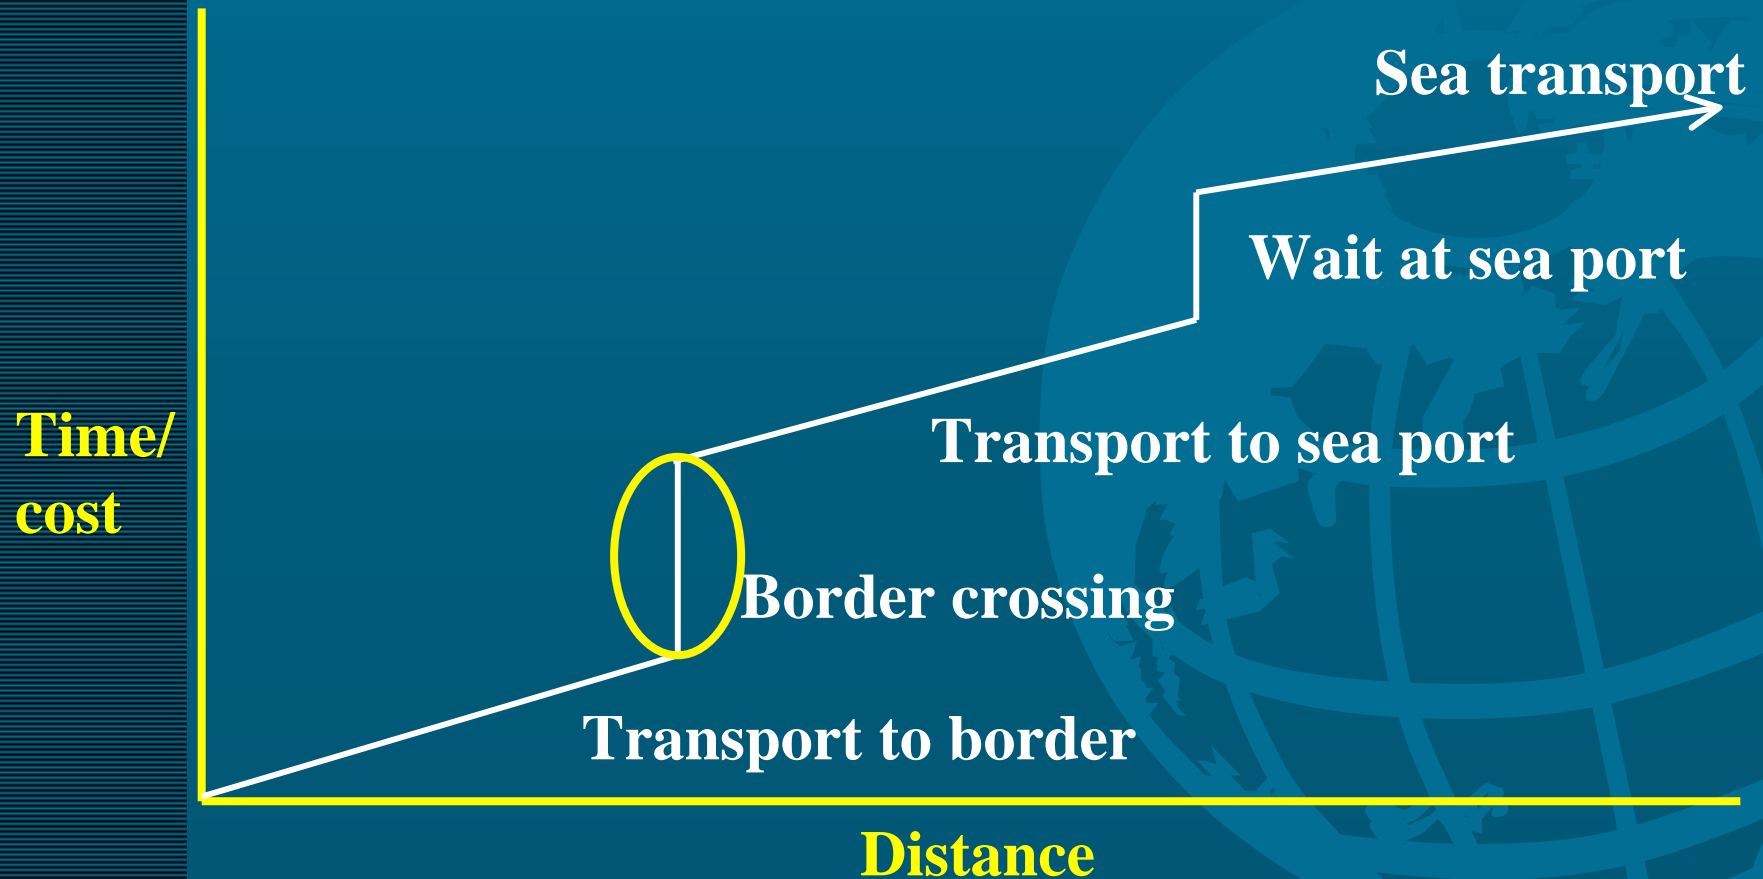 Sea transport
Wait at sea port
Time/
cost
Transport to sea port
Border crossing
Transport to border
Distance